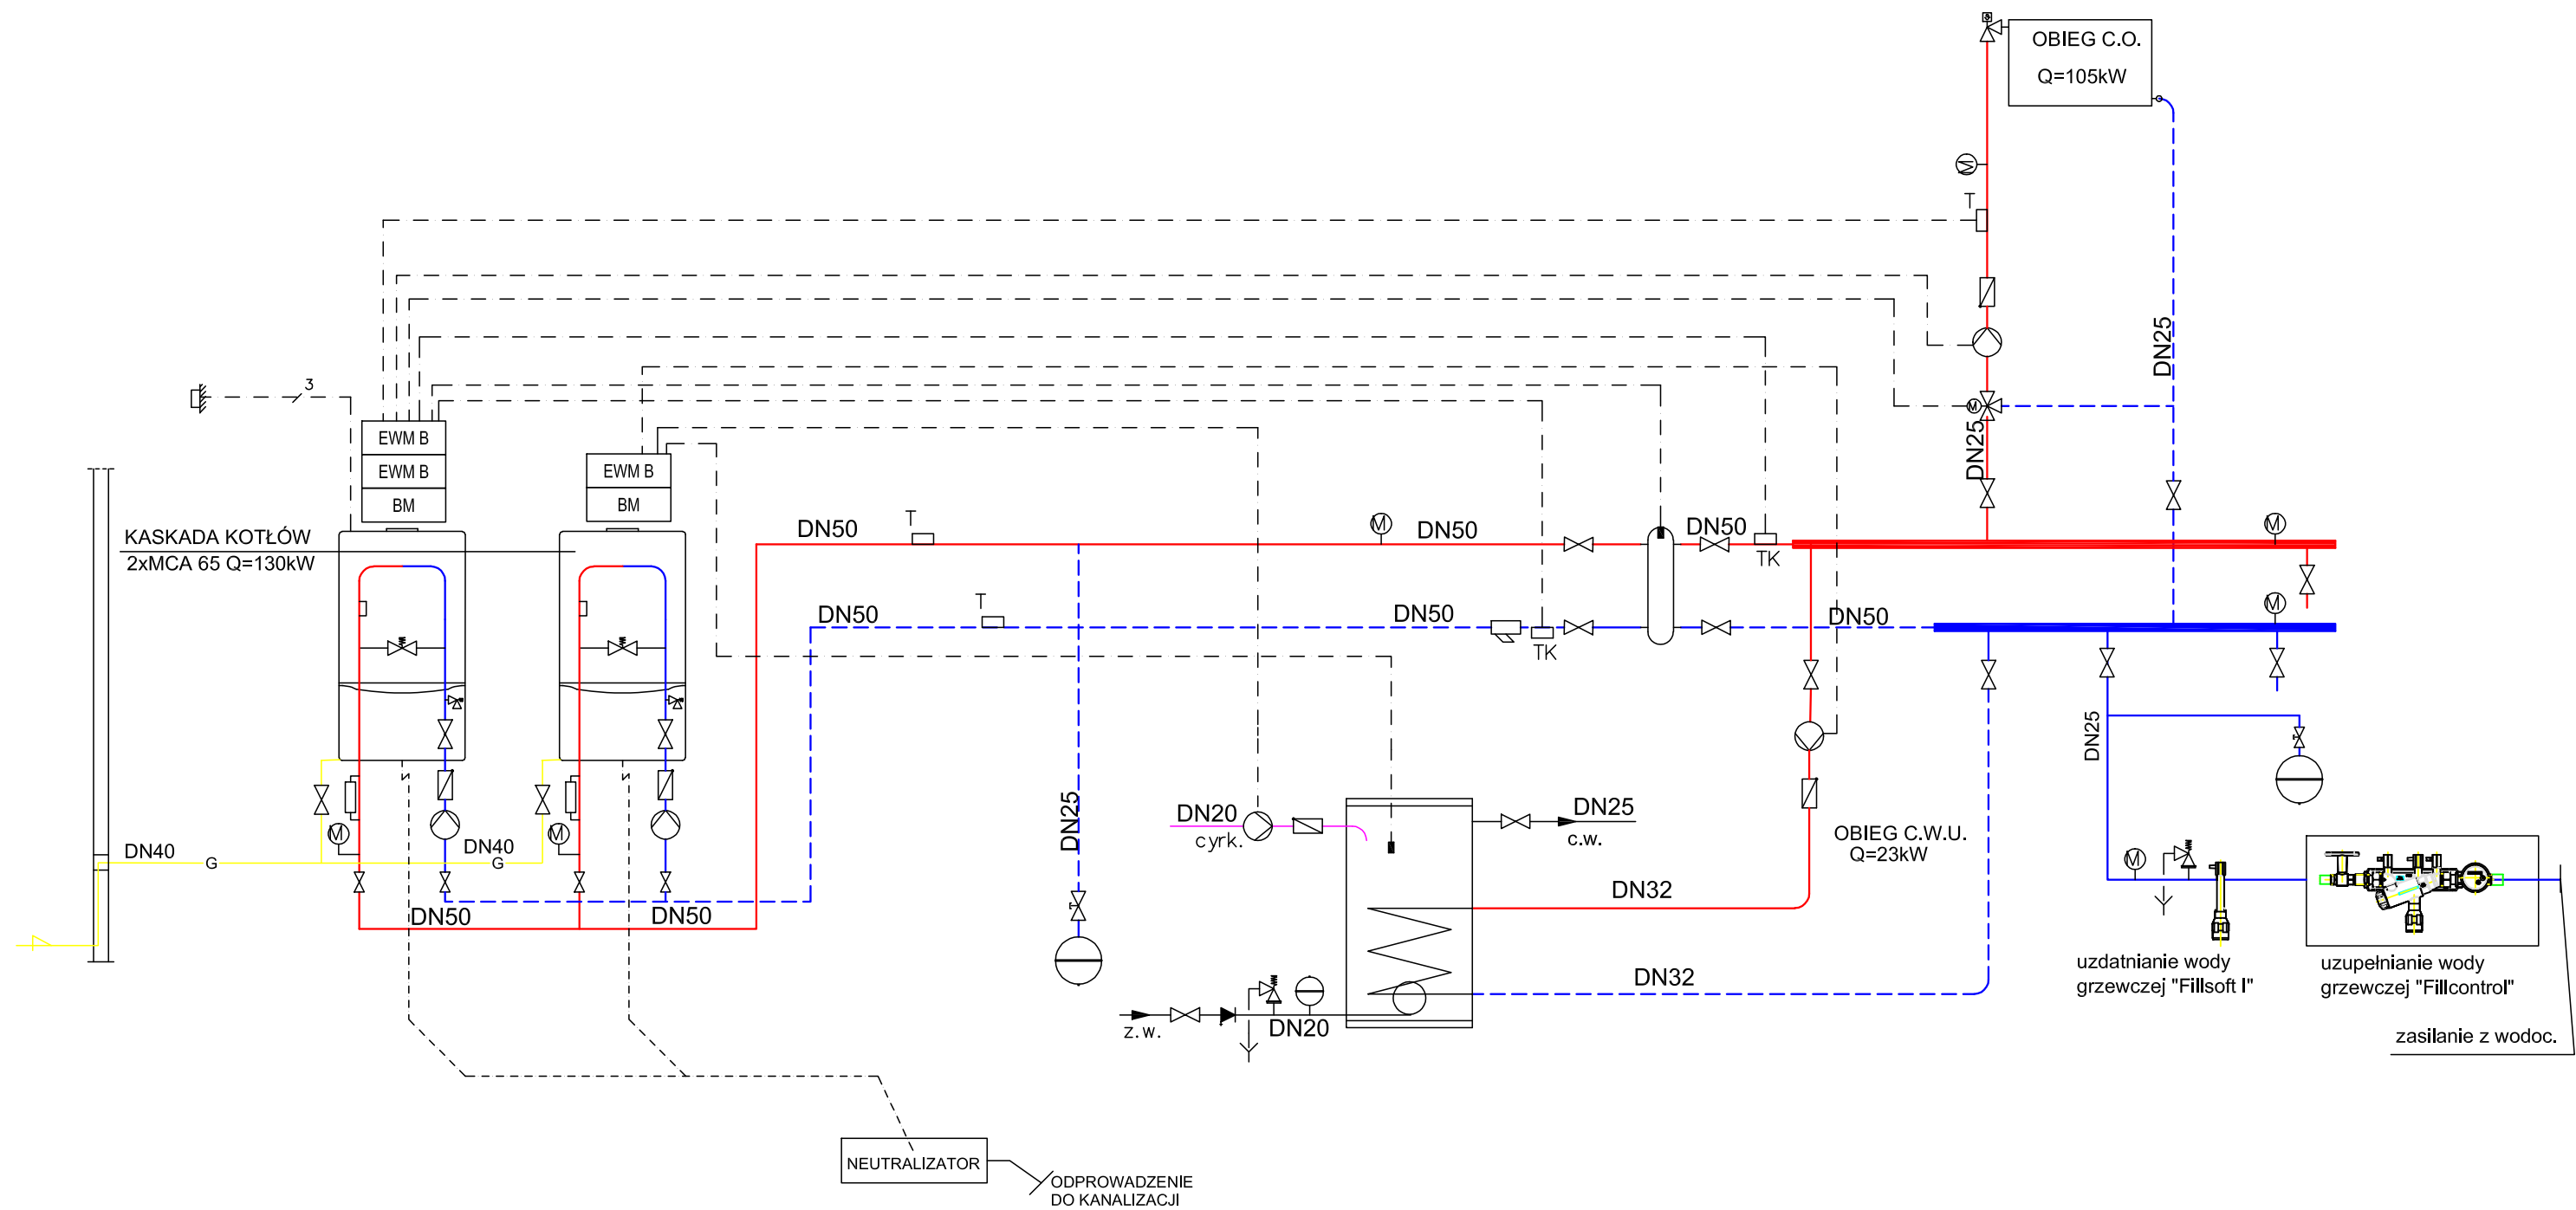 OBIEG C.O.
Q=105kW
M
T
DN25
3
M
DN25
EWM B
EWM B
BM
EWM B
BM
KASKADA KOTŁÓW
2xMCA 65 Q=130kW
DN50
T
M
DN50
DN50
TK
M
DN50
T
DN50
TK
DN50
M
DN25
DN25
DN40
G
M
DN40
G
M
DN50
DN50
DN20
cyrk.
DN25
c.w.
OBIEG C.W.U.
Q=23kW
M
DN32
DN32
z.w.
DN20
uzdatnianie wody
grzewczej "Fillsoft I"
uzupełnianie wody
grzewczej "Fillcontrol"
zasilanie z wodoc.
NEUTRALIZATOR
ODPROWADZENIE
DO KANALIZACJI